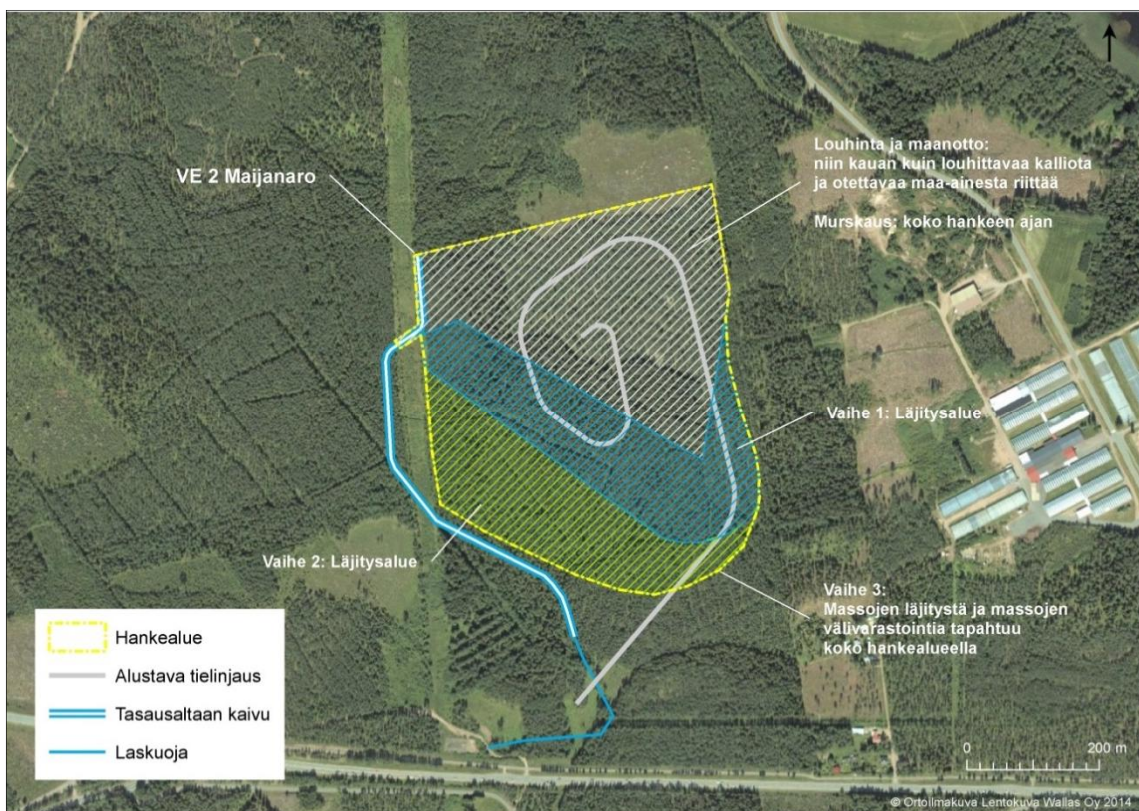 Louhinta ja maanotto:
niin kauan kuin louhittavaa kalliota
ja otettavaa maa-ainesta riittää
Murskaus: koko hankeen ajan
VE 2 Maijanaro
Vaihe 1: Läjitysalue
Vaihe 2: Läjitysalue
Vaihe 3:
Massojen läjitystä ja massojen
välivarastointia tapahtuu
koko hankealueella
Hankealue
Alustava tielinjaus
Tasausaltaan kaivu
Laskuoja
0 200 m
© Ortoilmakuva Lentokuva Vallas Oy 2014